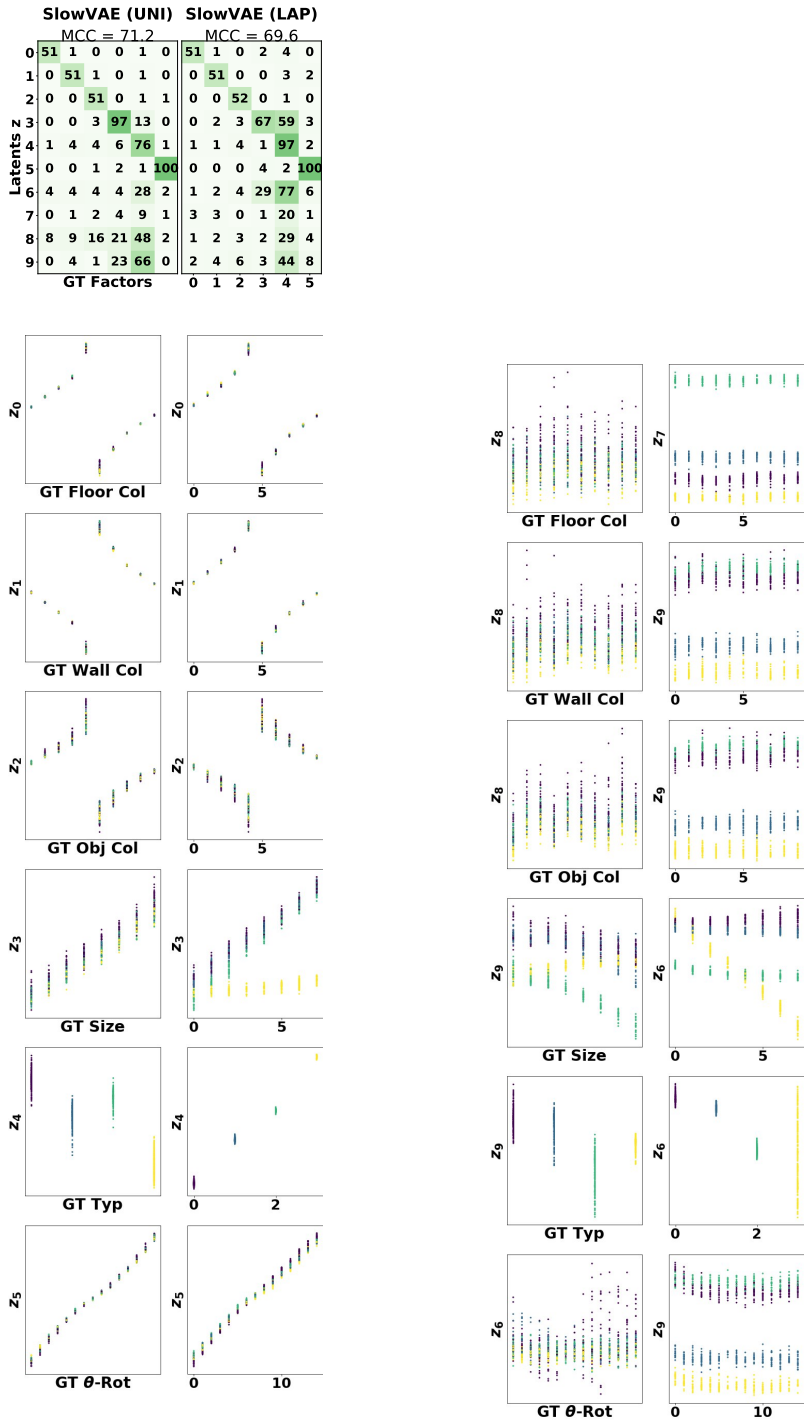 SlowVAE (UNI) SlowVAE (LAP)
MCC = 71.2 MCC = 69.6
Latents z
0 51 1 0 0 1 0 51 1 0 2 4 0
1 0 51 1 0 1 0 0 51 0 0 3 2
2 0 0 51 0 1 1 0 0 52 0 1 0
3 0 0 3 97 13 0 0 2 3 67 59 3
4 1 4 4 6 76 1 1 1 4 1 97 2
5 0 0 1 2 1 100 0 0 0 4 2 100
6 4 4 4 4 28 2 1 2 4 29 77 6
7 0 1 2 4 9 1 3 3 0 1 20 1
8 8 9 16 21 48 2 1 2 3 2 29 4
9 0 4 1 23 66 0 2 4 6 3 44 8
GT Factors 0 1 2 3 4 5
z0 z0
GT Floor Col 0 5
z1 z1
GT Wall Col 0 5
z2 z2
GT Obj Col 0 5
z3 z3
GT Size 0 5
z4 z4
GT Typ 0 2
z5 z5
GT θ-Rot 0 10
z8 z7
GT Floor Col 0 5
z8 z9
GT Wall Col 0 5
z8 z9
GT Obj Col 0 5
z9 z6
GT Size 0 5
z9 z6
GT Typ 0 2
z6 z9
GT θ-Rot 0 10